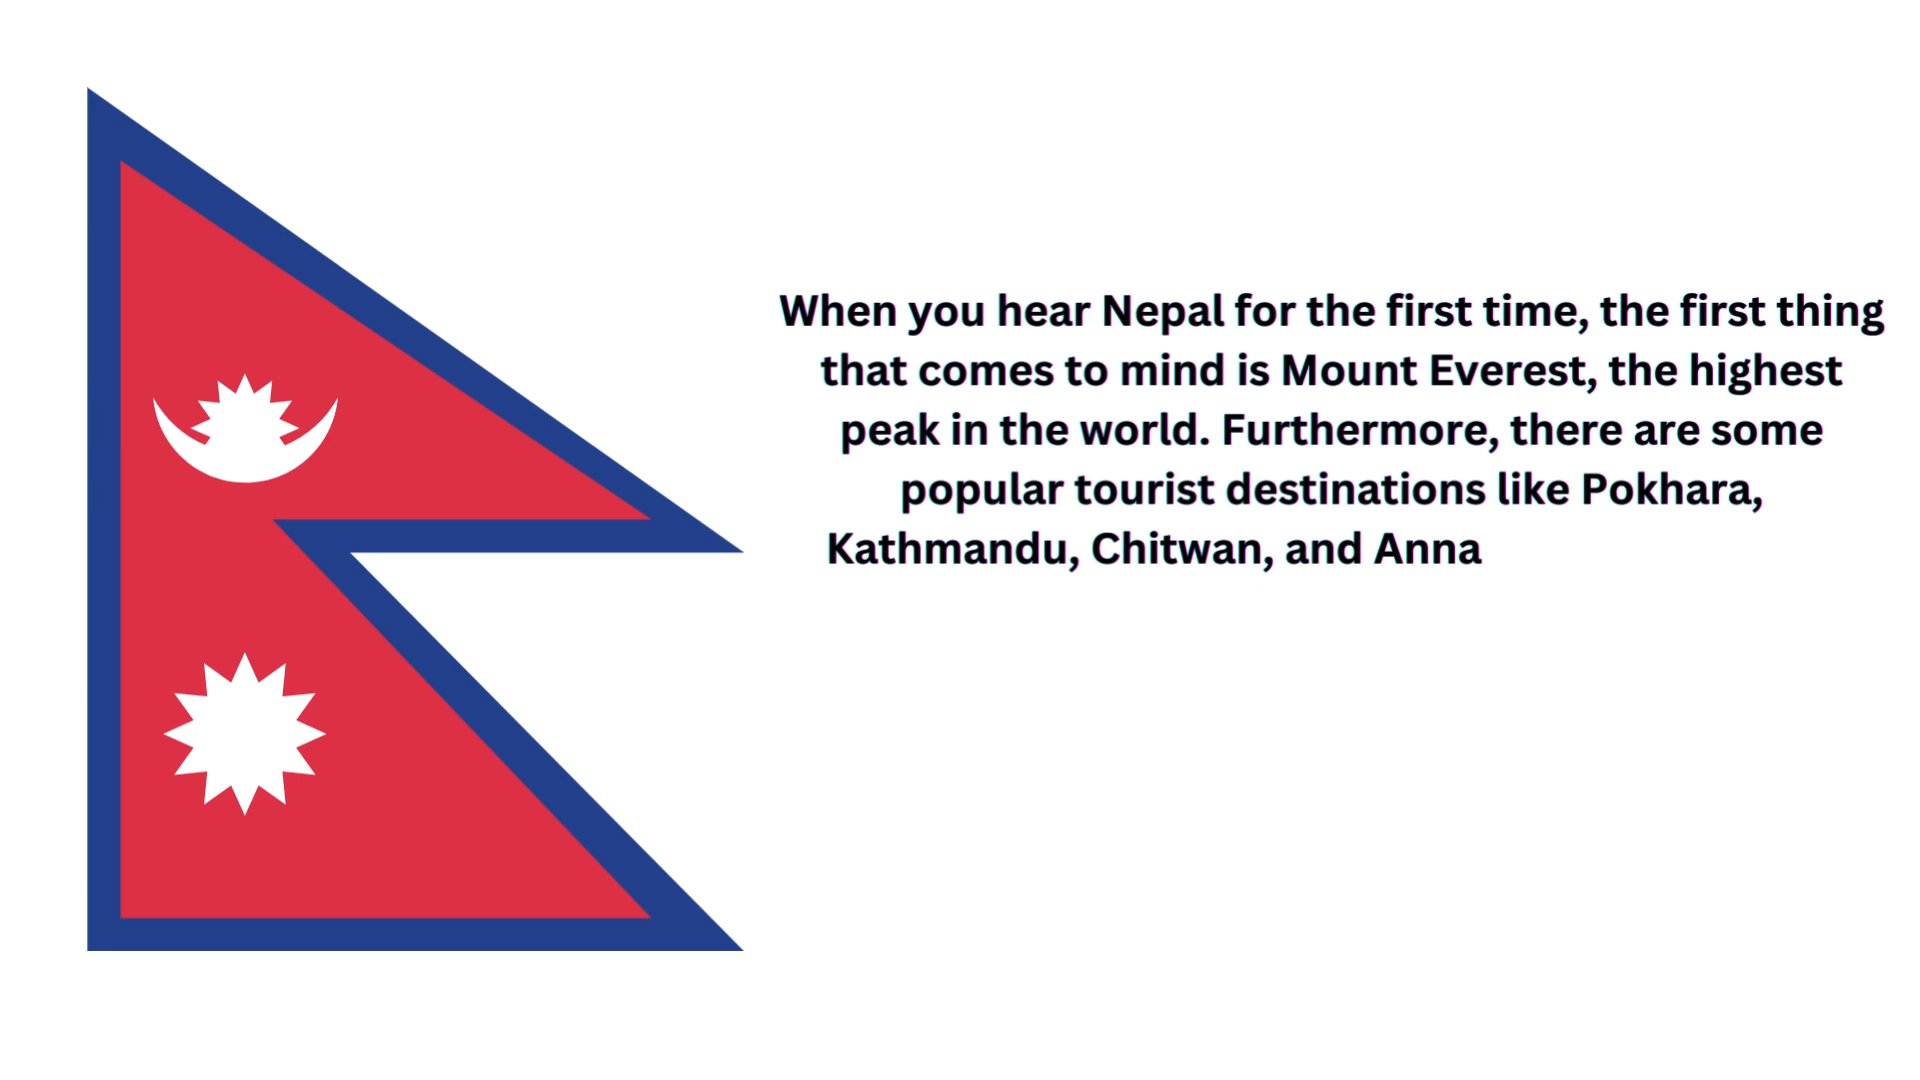 When you hear Nepal for the first time, the first thing
that comes to mind is Mount Everest, the highest
peak in the world. Furthermore, there are some
popular tourist destinations like Pokhara,
Kathmandu, Chitwan, and Anna